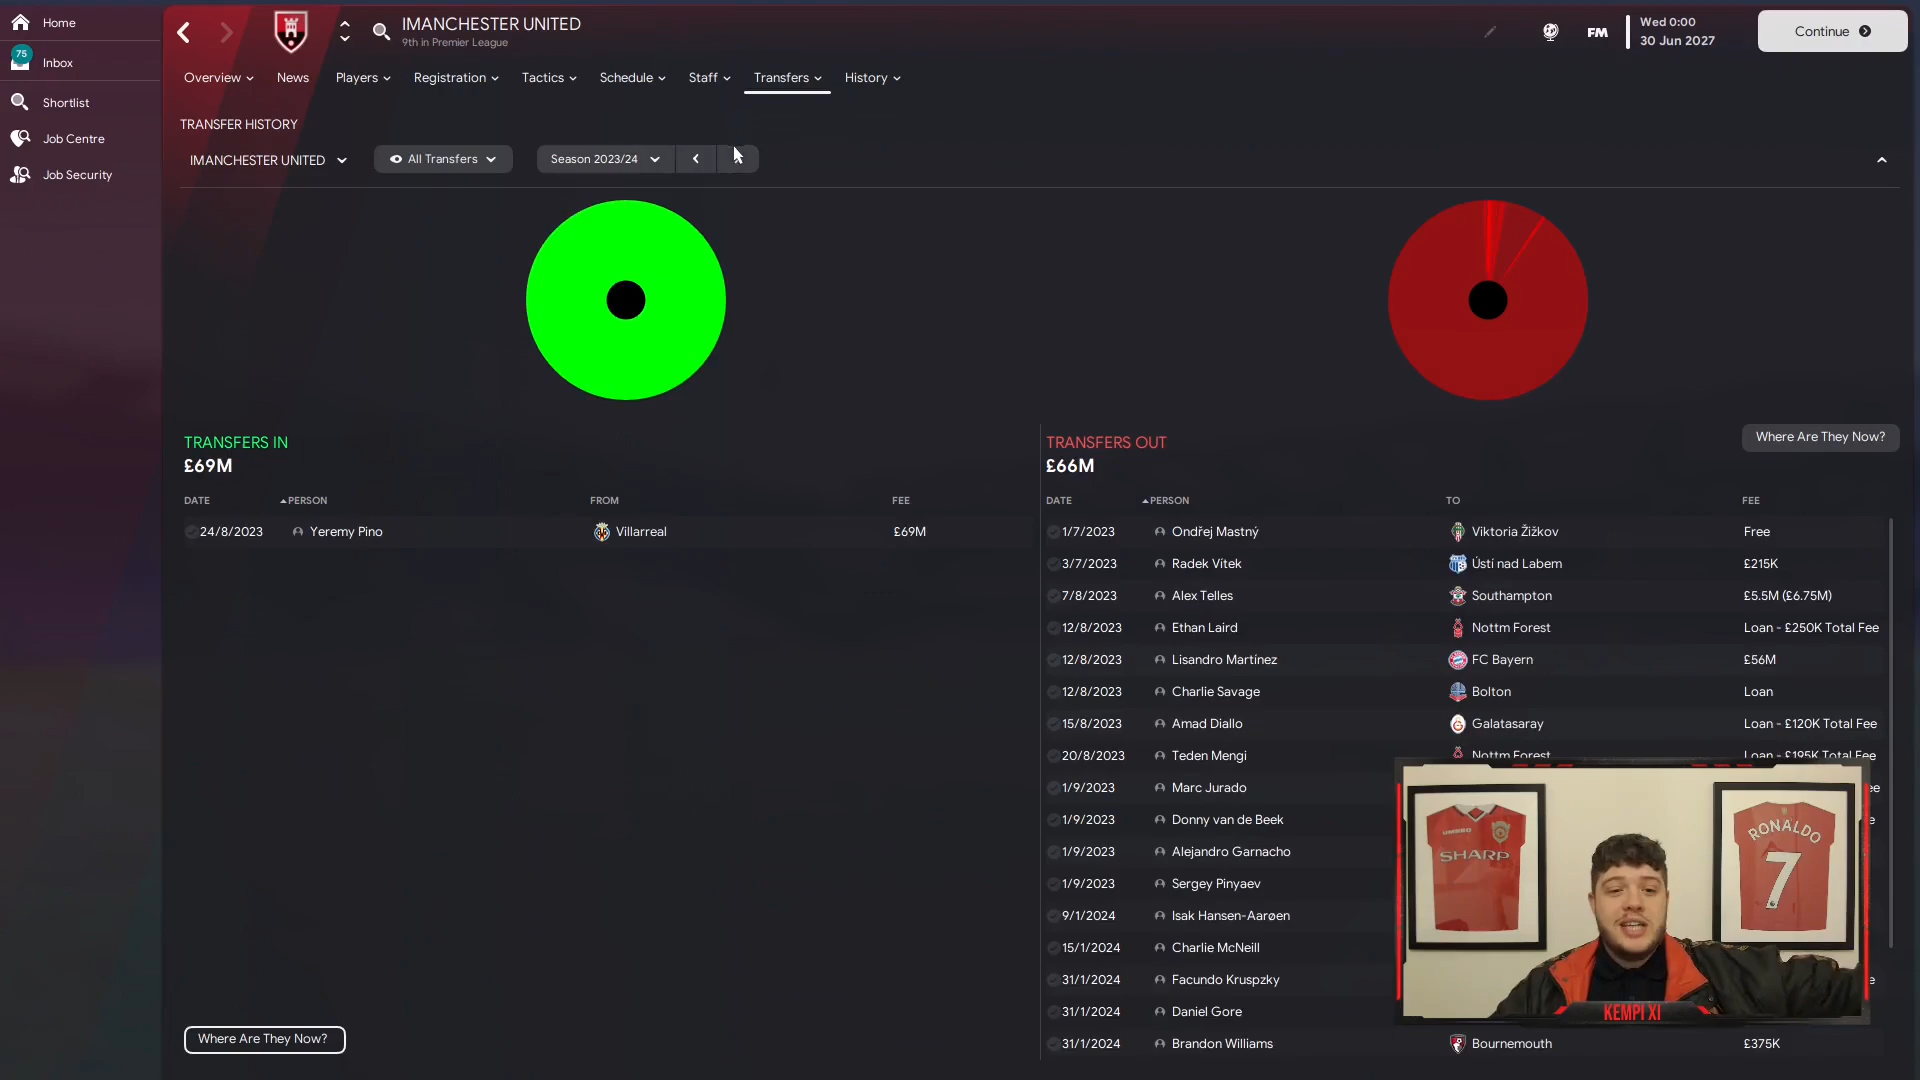 Home
Inbox
75
Shortlist
Job Centre
Job Security
IMANCHESTER UNITED
9th in Premier League
FM
Wed 0:00
30 Jun 2027
Continue
Overview
News
Players
Registration
Tactics
Schedule
Staff
Transfers
History
TRANSFER HISTORY
IMANCHESTER UNITED
All Transfers
Season 2023/24
TRANSFERS IN
£69M
DATE PERSON FROM FEE
24/8/2023 Yeremy Pino Villarreal £69M
Where Are They Now?
TRANSFERS OUT
£66M
Where Are They Now?
DATE PERSON TO FEE
1/7/2023 Ondřej Mastný Viktoria Žižkov Free
3/7/2023 Radek Vítek Ústí nad Labem £215K
7/8/2023 Alex Telles Southampton £5.5M (£6.75M)
12/8/2023 Ethan Laird Nottm Forest Loan - £250K Total Fee
12/8/2023 Lisandro Martínez FC Bayern £56M
12/8/2023 Charlie Savage Bolton Loan
15/8/2023 Amad Diallo Galatasaray Loan - £120K Total Fee
20/8/2023 Teden Mengi Nottm Forest Loan - £195K Total Fee
1/9/2023 Marc Jurado
1/9/2023 Donny van de Beek
1/9/2023 Alejandro Garnacho
1/9/2023 Sergey Pinyaev
9/1/2024 Isak Hansen-Aarøen
15/1/2024 Charlie McNeill
31/1/2024 Facundo Kruspzky
31/1/2024 Daniel Gore
31/1/2024 Brandon Williams Bournemouth £375K
UMBRO
SHARP
RONALDO
7
KEMPI XI